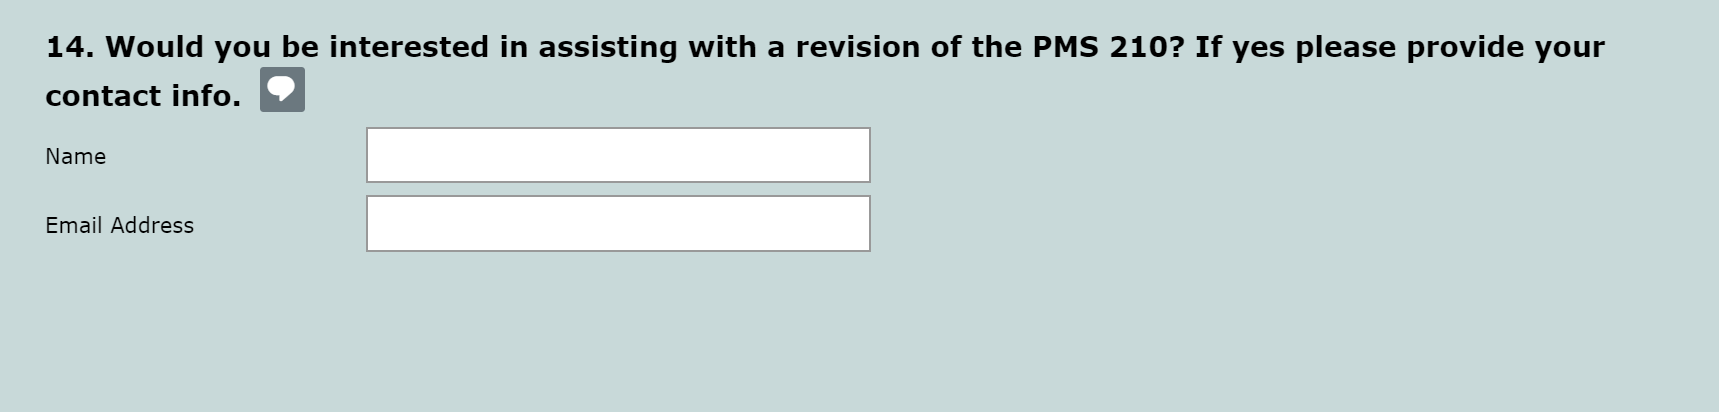 14. Would you be interested in assisting with a revision of the PMS 210? If yes please provide your
contact info.
Name
Email Address